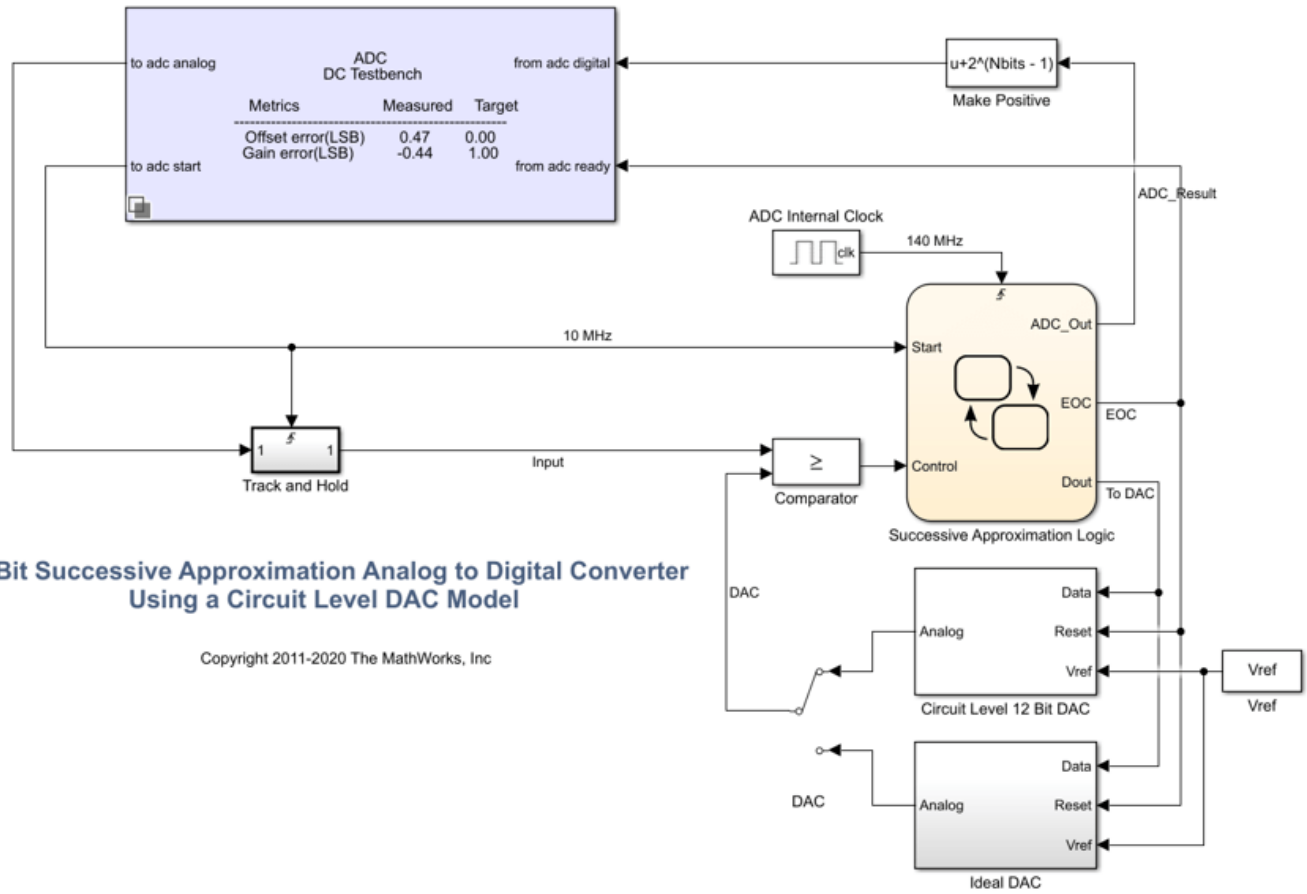 to adc analog
ADC
DC Testbench
from adc digital
Metrics Measured Target
Offset error(LSB) 0.47 0.00
Gain error(LSB) -0.44 1.00
to adc start
from adc ready
u+2^(Nbits - 1)
Make Positive
ADC_Result
ADC Internal Clock
clk
140 MHz
10 MHz
Start
ADC_Out
EOC
EOC
Control
Dout
To DAC
Successive Approximation Logic
1 1
Track and Hold
Input
≥
Comparator
Bit Successive Approximation Analog to Digital Converter
Using a Circuit Level DAC Model
Copyright 2011-2020 The MathWorks, Inc
DAC
Analog
Data
Reset
Vref
Circuit Level 12 Bit DAC
Vref
Vref
DAC
Analog
Data
Reset
Vref
Ideal DAC